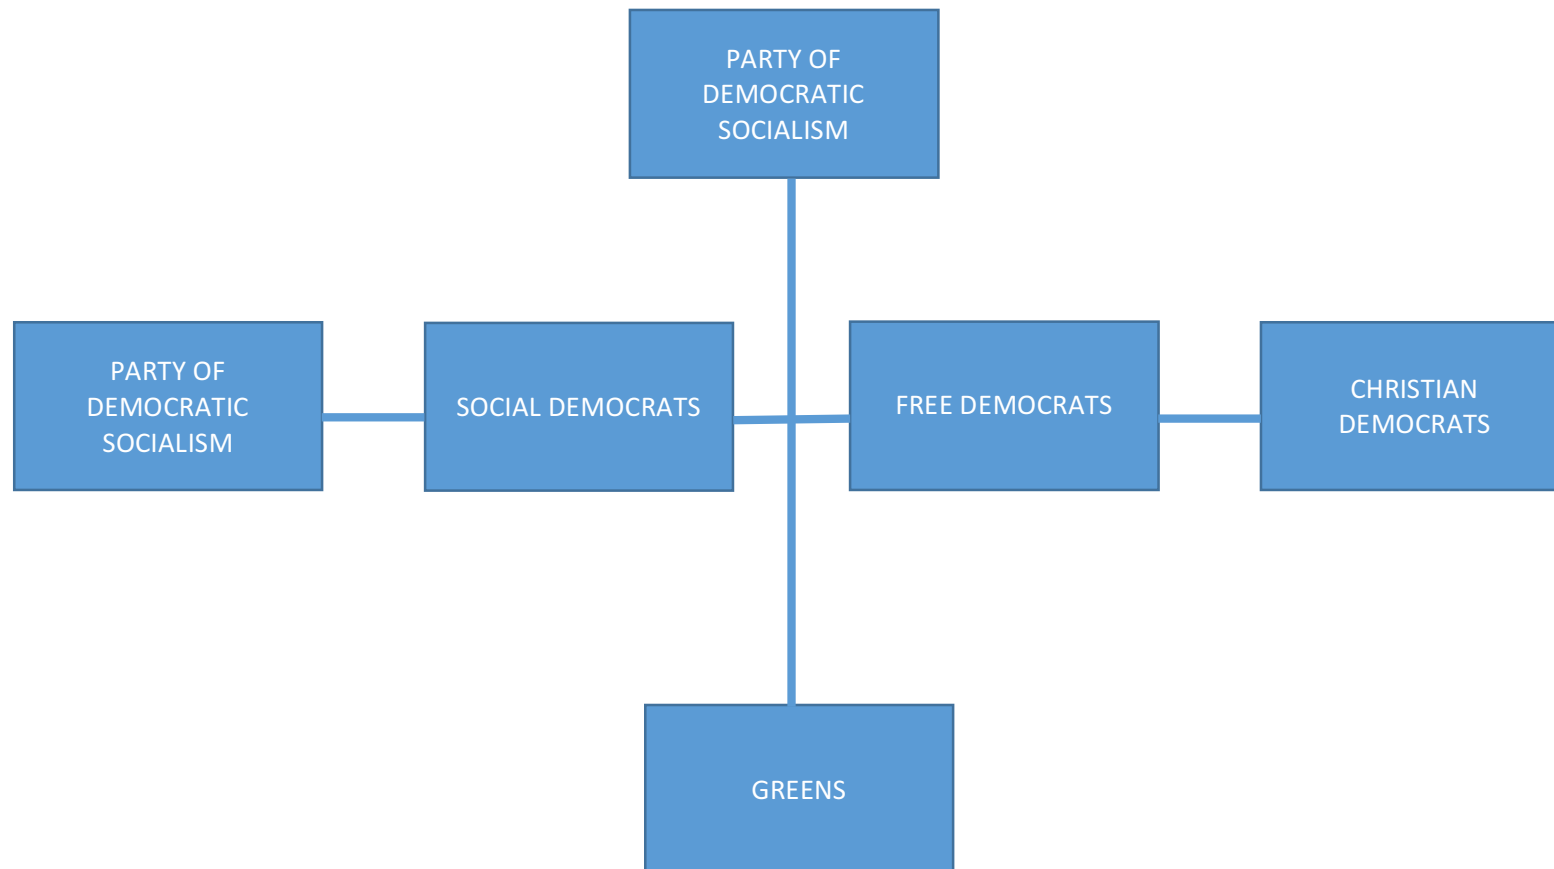 PARTY OF
DEMOCRATIC
SOCIALISM
PARTY OF
DEMOCRATIC
SOCIALISM
SOCIAL DEMOCRATS
FREE DEMOCRATS
CHRISTIAN
DEMOCRATS
GREENS